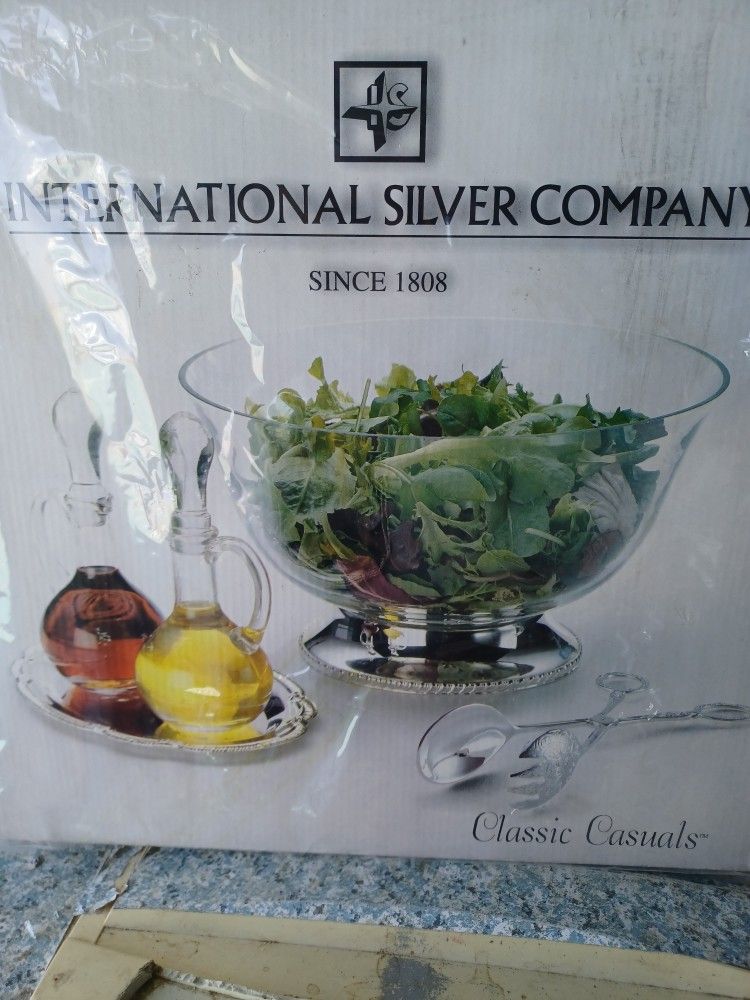 INTERNATIONAL SILVER COMPANY
SINCE 1808
Classic Casuals™